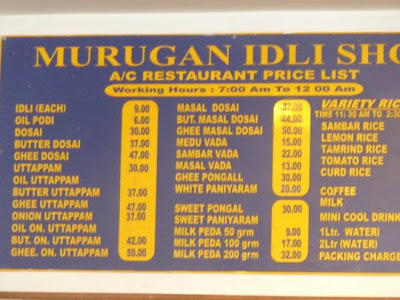 MURUGAN IDLI SHO
A/C RESTAURANT PRICE LIST
Working Hours : 7:00 Am To 12 00 Am
IDLI (EACH) 9.00
OIL PODI 6.00
DOSAI 30.00
BUTTER DOSAI 37.00
GHEE DOSAI 47.00
UTTAPPAM 30.00
OIL UTTAPPAM
BUTTER UTTAPPAM 37.00
GHEE UTTAPPAM 47.00
ONION UTTAPPAM 37.00
OIL ON. UTTAPPAM
BUT. ON. UTTAPPAM 42.00
GHEE. ON. UTTAPPAM 50.00
MASAL DOSAI 37.00
BUT. MASAL DOSAI 44.00
GHEE MASAL DOSAI 50.00
MEDU VADA 15.00
SAMBAR VADA 22.00
MASAL VADA 13.00
GHEE PONGALL 30.00
WHITE PANIYARAM 20.00
SWEET PONGAL 30.00
SWEET PANIYARAM
MILK PEDA 50 grm 9.00
MILK PEDA 100 grm 17.00
MILK PEDA 200 grm 32.00
VARIETY RIC
TIME 11: 30 AM TO 2:
SAMBAR RICE
LEMON RICE
TAMRIND RICE
TOMATO RICE
CURD RICE
COFFEE
MILK
MINI COOL DRINK
1Ltr. (WATER)
2Ltr (WATER)
PACKING CHARGE